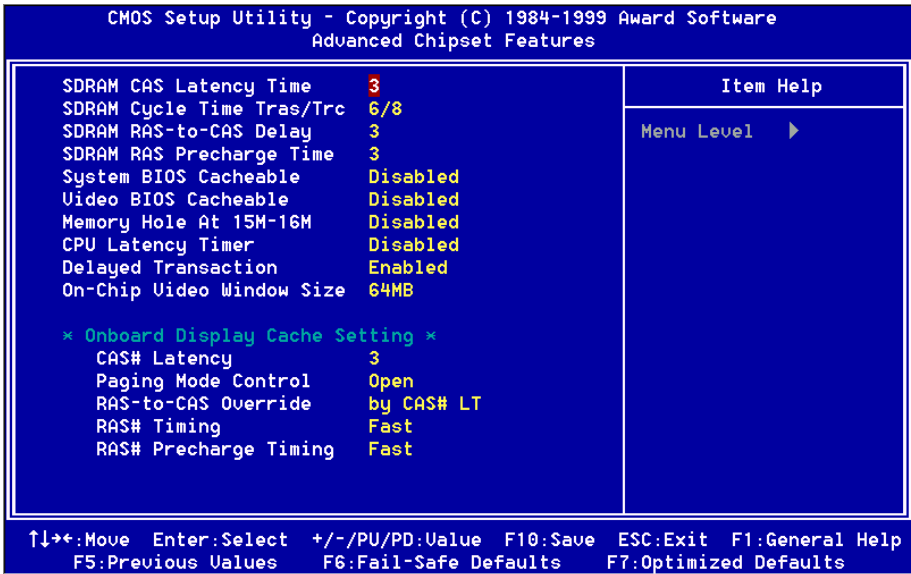 CMOS Setup Utility - Copyright (C) 1984-1999 Award Software
Advanced Chipset Features
SDRAM CAS Latency Time 3
SDRAM Cycle Time Tras/Trc 6/8
SDRAM RAS-to-CAS Delay 3
SDRAM RAS Precharge Time 3
System BIOS Cacheable Disabled
Video BIOS Cacheable Disabled
Memory Hole At 15M-16M Disabled
CPU Latency Timer Disabled
Delayed Transaction Enabled
On-Chip Video Window Size 64MB
* Onboard Display Cache Setting *
CAS# Latency 3
Paging Mode Control Open
RAS-to-CAS Override by CAS# LT
RAS# Timing Fast
RAS# Precharge Timing Fast
Item Help
Menu Level ▶
↑↓→←:Move Enter:Select +/-/PU/PD:Value F10:Save ESC:Exit F1:General Help
F5:Previous Values F6:Fail-Safe Defaults F7:Optimized Defaults